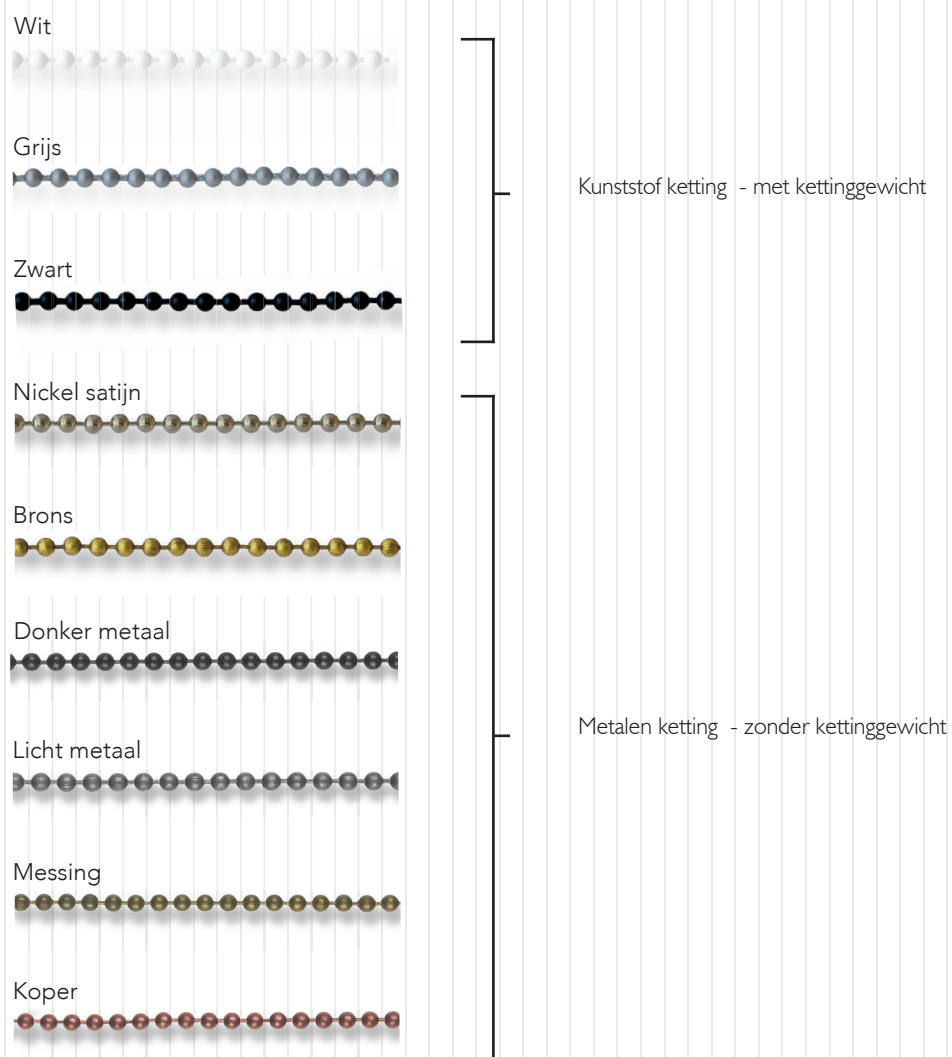 Wit
Grijs
Kunststof ketting - met kettinggewicht
Zwart
Nickel satijn
Brons
Donker metaal
Metalen ketting - zonder kettinggewicht
Licht metaal
Messing
Koper